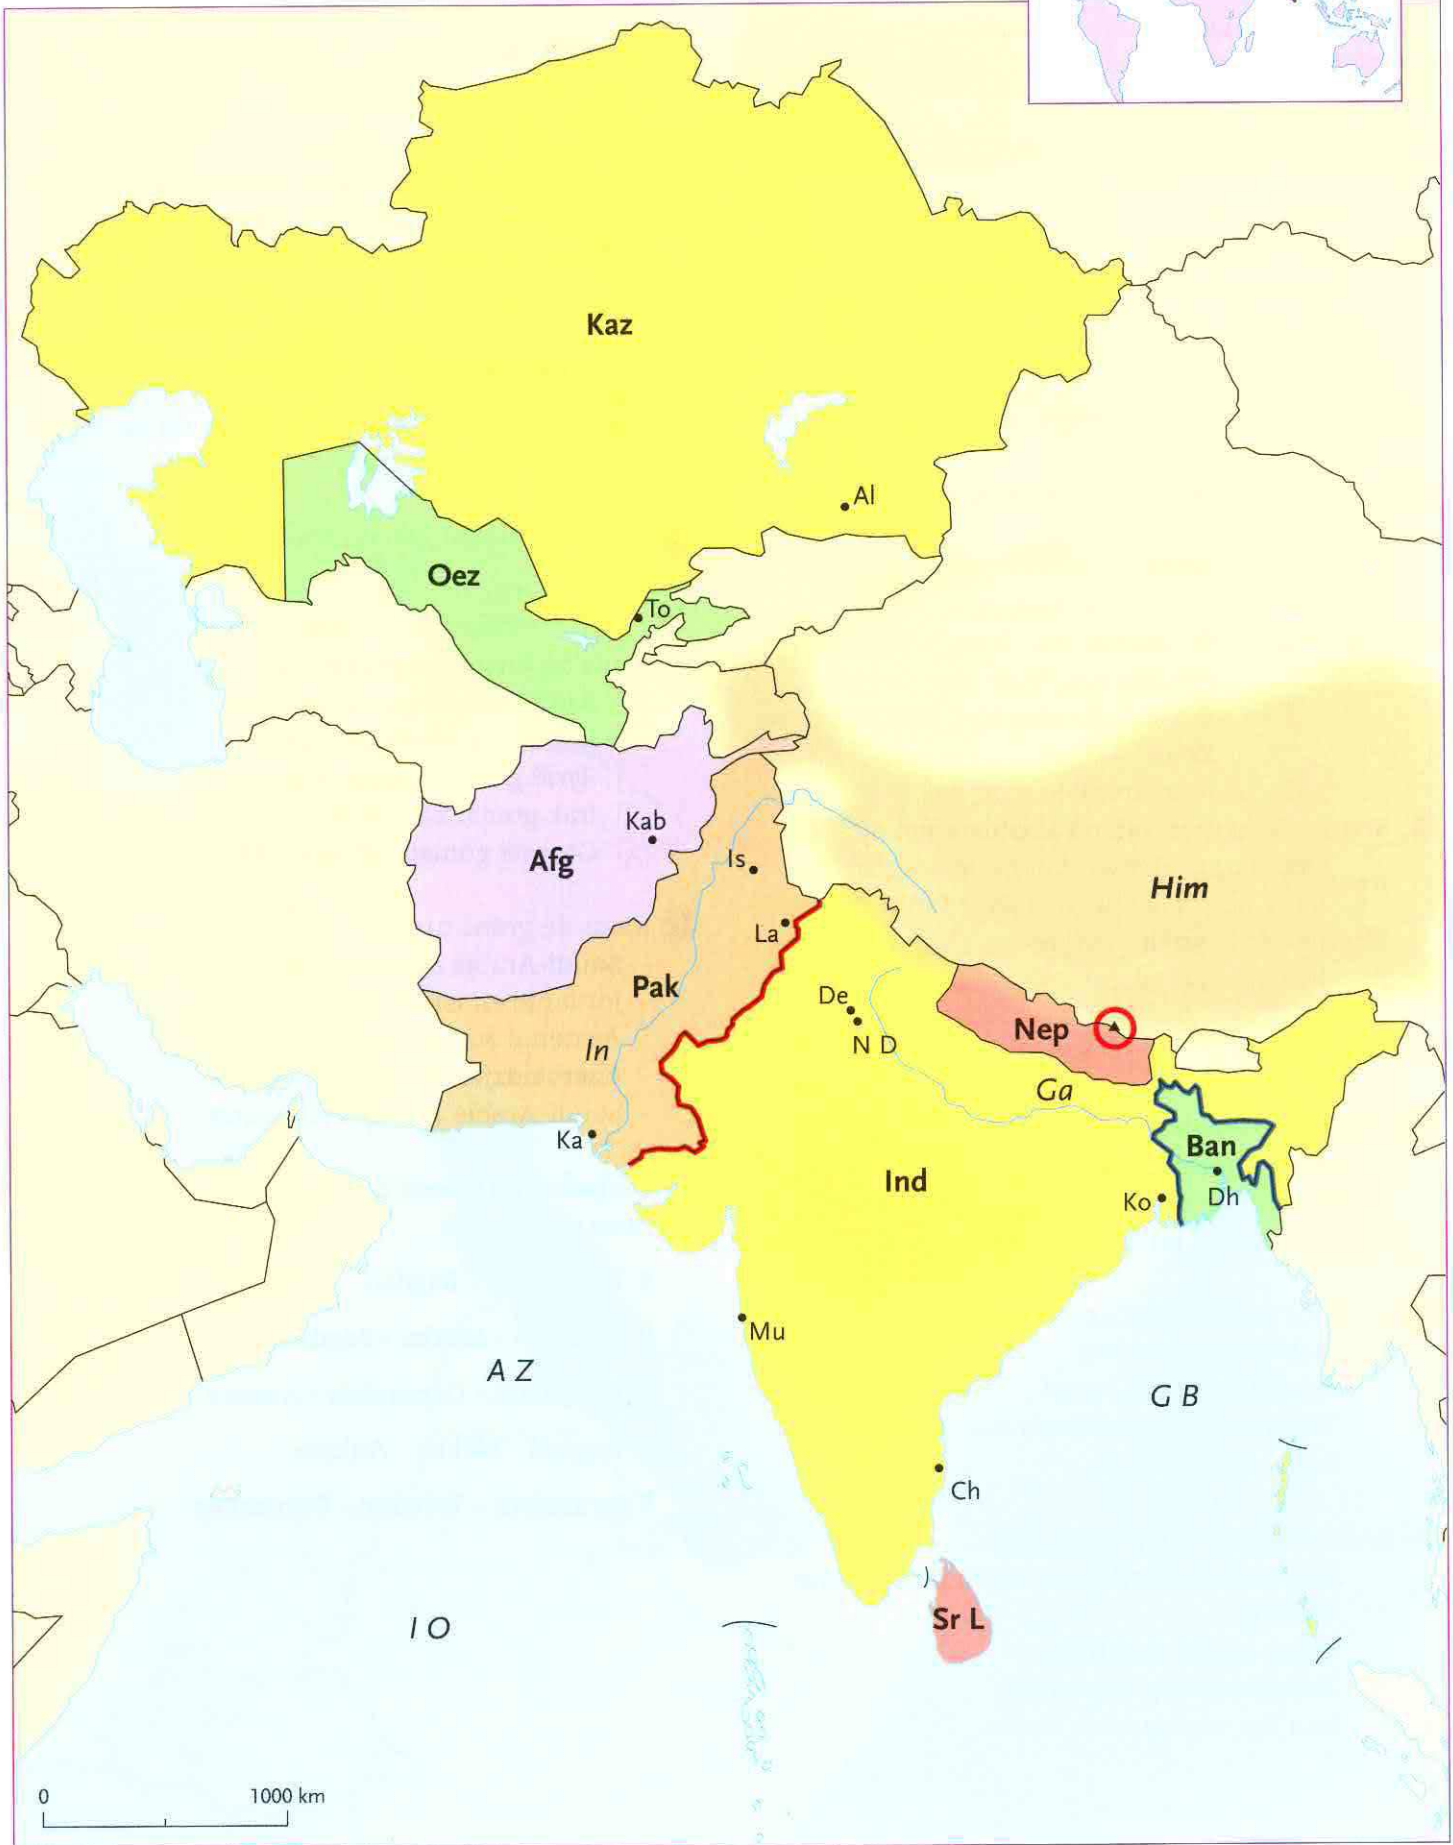 Kaz
Al
Oez
To
Kab
Afg
Is
Him
La
Pak
De
N D
Nep
In
Ga
Ka
Ban
Ind
Ko
Dh
Mu
A Z
G B
Ch
Sr L
I O
0 1000 km